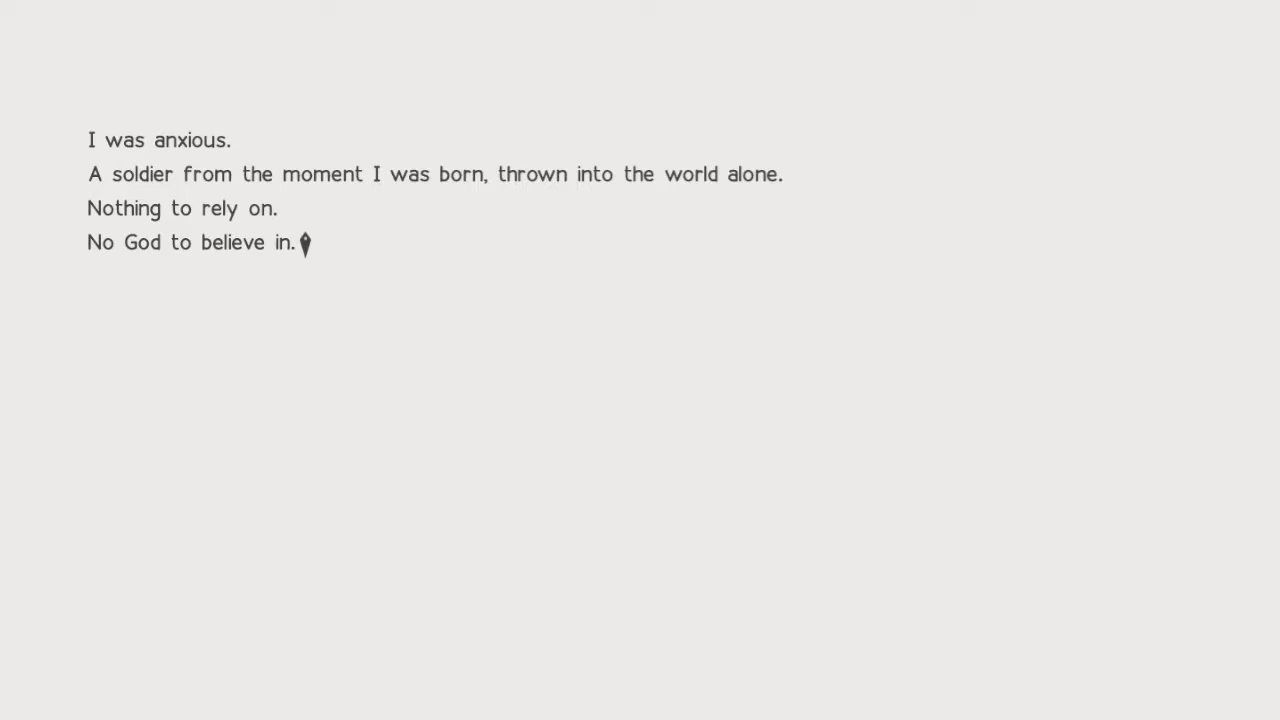 I was anxious.
A soldier from the moment I was born, thrown into the world alone.
Nothing to rely on.
No God to believe in.